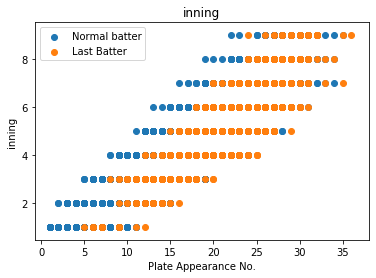 inning
Normal batter
Last Batter
inning
8
6
4
2
0 5 10 15 20 25 30 35
Plate Appearance No.